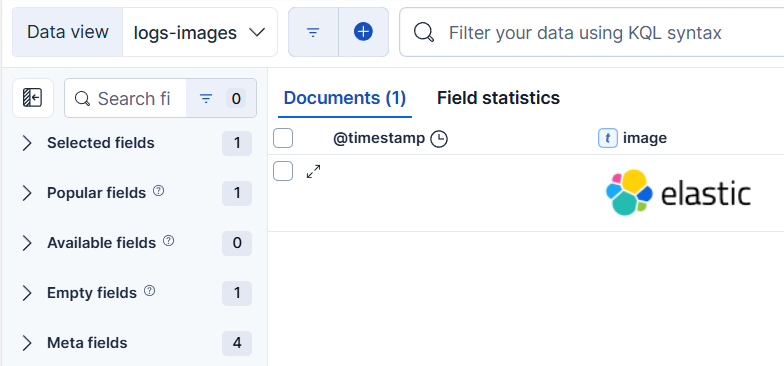 Data view logs-images Filter your data using KQL syntax
Search fi 0
Documents (1) Field statistics
Selected fields 1
@timestamp t image
Popular fields ? 1
elastic
Available fields ? 0
Empty fields ? 1
Meta fields 4